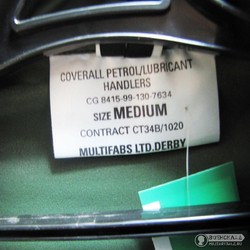 COVERALL PETROL/LUBRICANT
HANDLERS
CG 8415-99-130-7634
SIZE MEDIUM
CONTRACT CT34B/1020
MULTIFABS LTD.DERBY